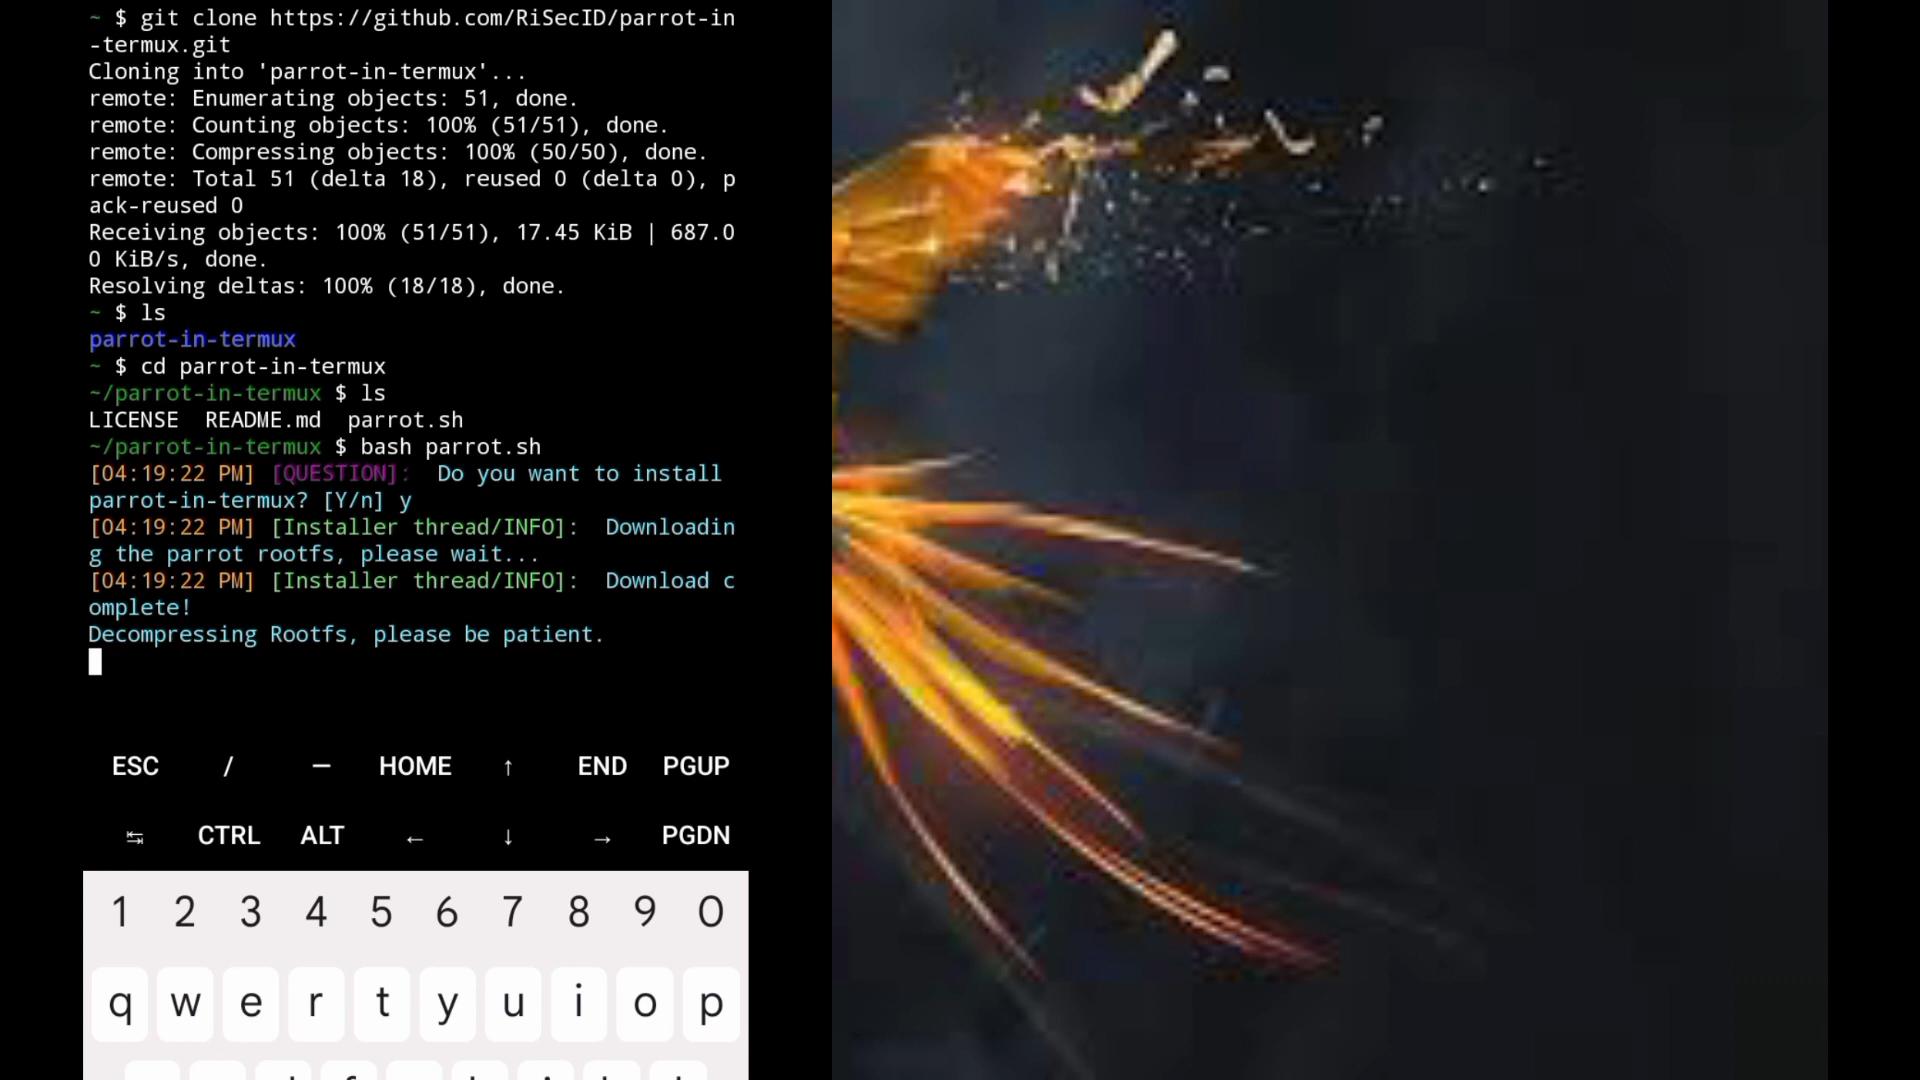 ~ $ git clone https://github.com/RiSecID/parrot-in
-termux.git
Cloning into 'parrot-in-termux'...
remote: Enumerating objects: 51, done.
remote: Counting objects: 100% (51/51), done.
remote: Compressing objects: 100% (50/50), done.
remote: Total 51 (delta 18), reused 0 (delta 0), p
ack-reused 0
Receiving objects: 100% (51/51), 17.45 KiB | 687.0
0 KiB/s, done.
Resolving deltas: 100% (18/18), done.
~ $ ls
parrot-in-termux
~ $ cd parrot-in-termux
~/parrot-in-termux $ ls
LICENSE  README.md  parrot.sh
~/parrot-in-termux $ bash parrot.sh
[04:19:22 PM] [QUESTION]:  Do you want to install
parrot-in-termux? [Y/n] y
[04:19:22 PM] [Installer thread/INFO]:  Downloadin
g the parrot rootfs, please wait...
[04:19:22 PM] [Installer thread/INFO]:  Download c
omplete!
Decompressing Rootfs, please be patient.
ESC / — HOME ↑ END PGUP
↹ CTRL ALT ← ↓ → PGDN
1 2 3 4 5 6 7 8 9 0
q w e r t y u i o p